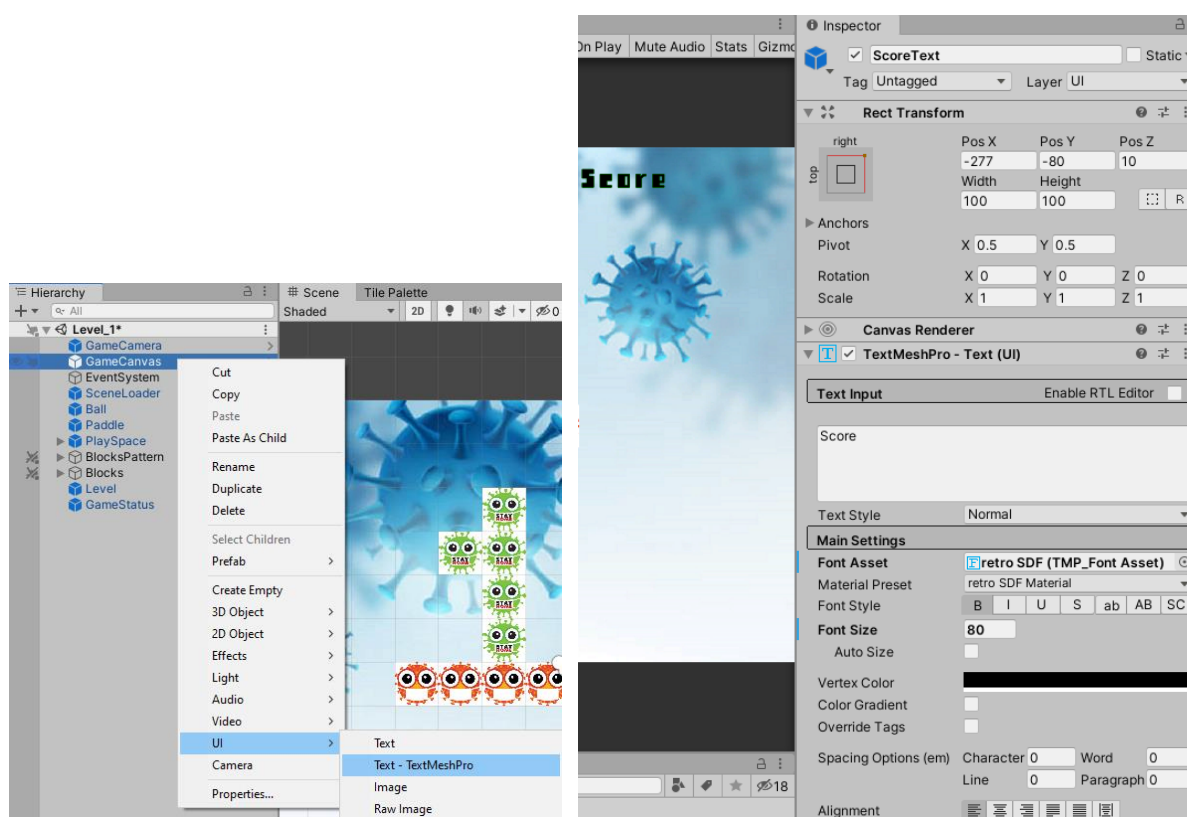 Hierarchy
All
Level_1*
GameCamera
GameCanvas
EventSystem
SceneLoader
Ball
Paddle
PlaySpace
BlocksPattern
Blocks
Level
GameStatus
Scene
Tile Palette
Shaded
2D
0
Cut
Copy
Paste
Paste As Child
Rename
Duplicate
Delete
Select Children
Prefab
Create Empty
3D Object
2D Object
Effects
Light
Audio
Video
UI
Camera
Properties...
Text
Text - TextMeshPro
Image
Raw Image
STAY
STAY
STAY
STAY
STAY
On Play Mute Audio Stats Gizmo
Score
18
Inspector
ScoreText
Static
Tag Untagged Layer UI
Rect Transform
right
top
Pos X Pos Y Pos Z
-277 -80 10
Width Height
100 100
R
Anchors
Pivot X 0.5 Y 0.5
Rotation X 0 Y 0 Z 0
Scale X 1 Y 1 Z 1
Canvas Renderer
TextMeshPro - Text (UI)
Text Input Enable RTL Editor
Score
Text Style Normal
Main Settings
Font Asset retro SDF (TMP_Font Asset)
Material Preset retro SDF Material
Font Style B I U S ab AB SC
Font Size 80
Auto Size
Vertex Color
Color Gradient
Override Tags
Spacing Options (em) Character 0 Word 0
Line 0 Paragraph 0
Alignment